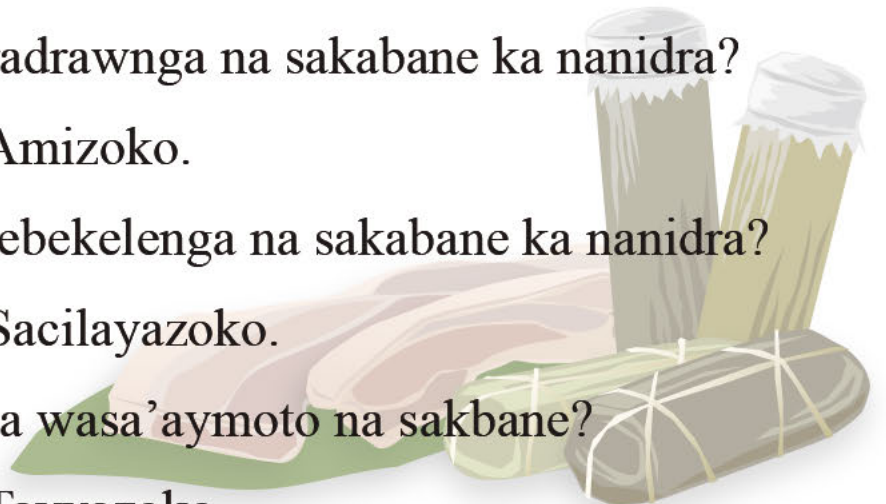 adrawnga na sakabane ka nanidra?
Amizoko.
ebekelenga na sakabane ka nanidra?
Sacilayazoko.
a wasa’aymoto na sakbane?